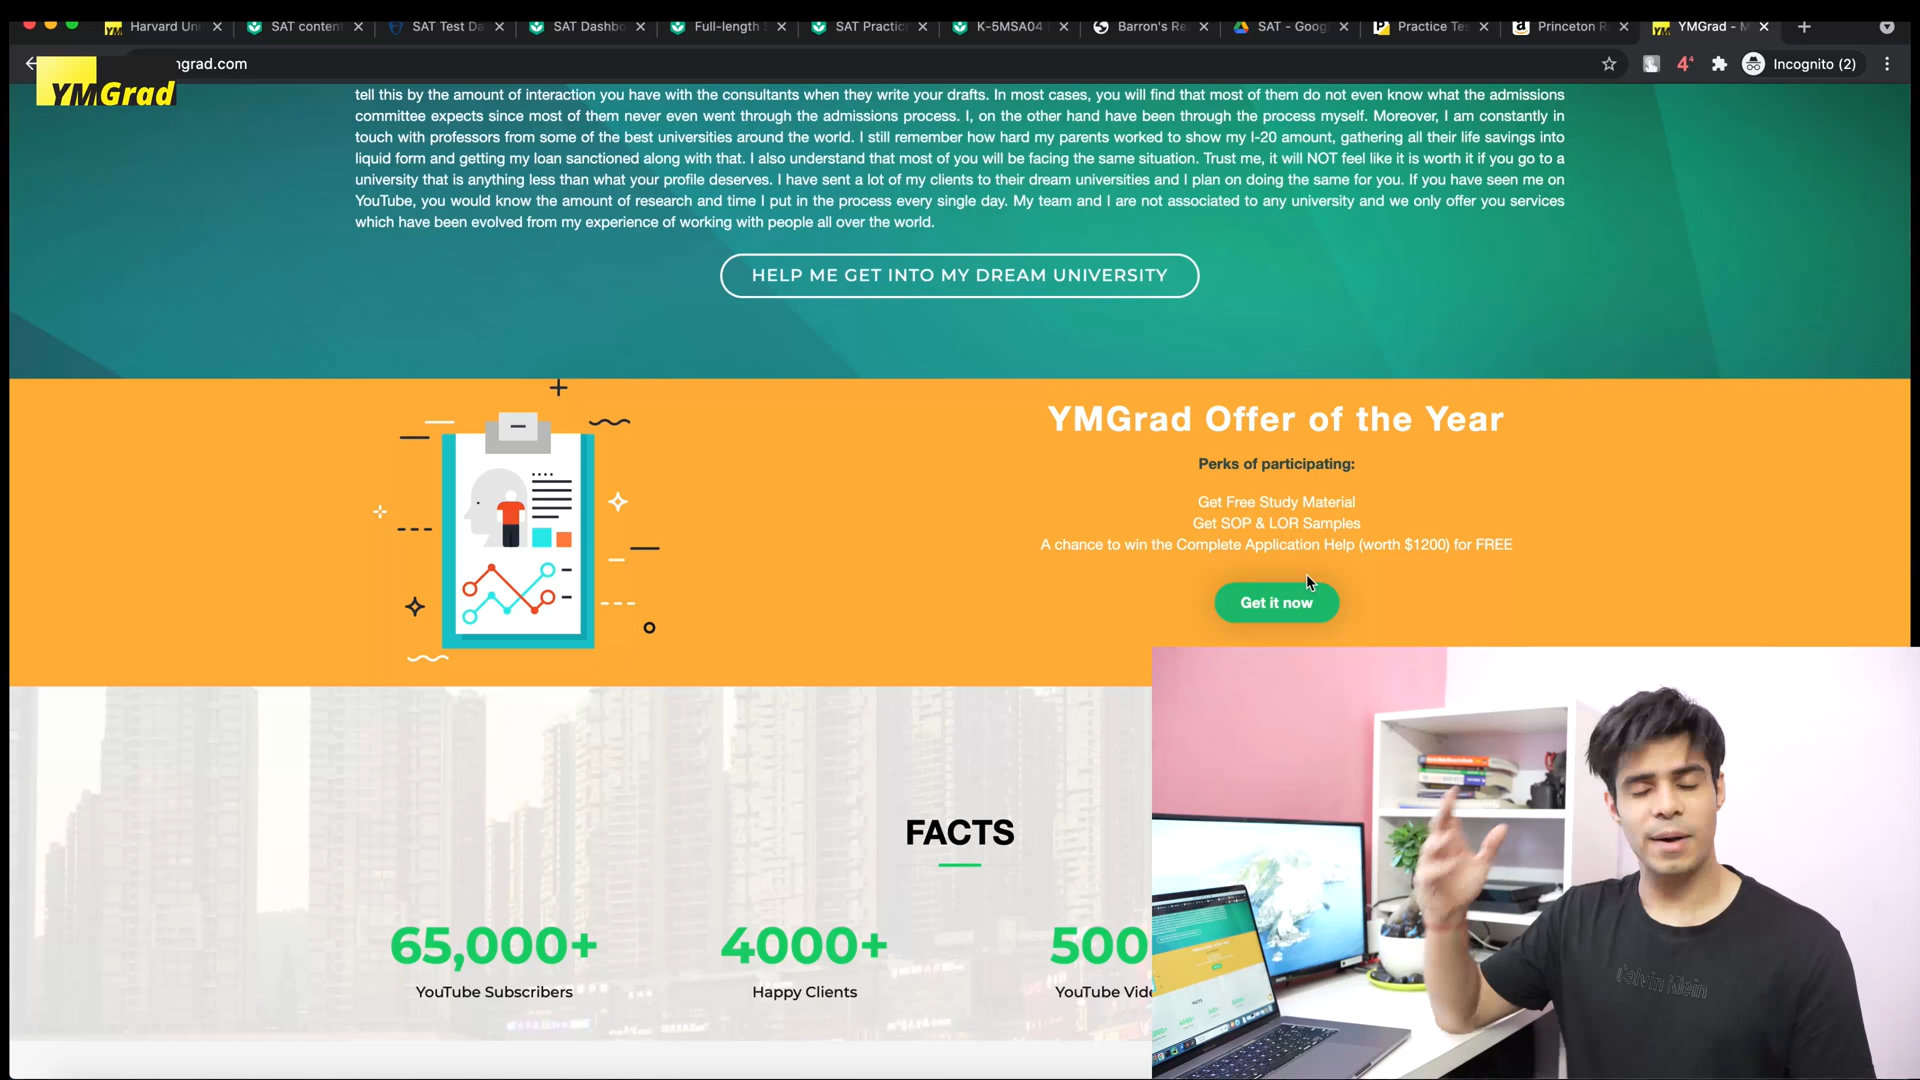 Harvard Un
SAT content
SAT Test Da
SAT Dashbo
Full-length
SAT Practic
K-5MSA04
Barron's Re
SAT - Goog
Practice Te
Princeton R
YMGrad - M
ngrad.com
Incognito (2)
YMGrad
tell this by the amount of interaction you have with the consultants when they write your drafts. In most cases, you will find that most of them do not even know what the admissions
committee expects since most of them never even went through the admissions process. I, on the other hand have been through the process myself. Moreover, I am constantly in
touch with professors from some of the best universities around the world. I still remember how hard my parents worked to show my I-20 amount, gathering all their life savings into
liquid form and getting my loan sanctioned along with that. I also understand that most of you will be facing the same situation. Trust me, it will NOT feel like it is worth it if you go to a
university that is anything less than what your profile deserves. I have sent a lot of my clients to their dream universities and I plan on doing the same for you. If you have seen me on
YouTube, you would know the amount of research and time I put in the process every single day. My team and I are not associated to any university and we only offer you services
which have been evolved from my experience of working with people all over the world.
HELP ME GET INTO MY DREAM UNIVERSITY
YMGrad Offer of the Year
Perks of participating:
Get Free Study Material
Get SOP & LOR Samples
A chance to win the Complete Application Help (worth $1200) for FREE
Get it now
FACTS
65,000+
4000+
500
YouTube Subscribers
Happy Clients
YouTube Vide
Calvin Klein